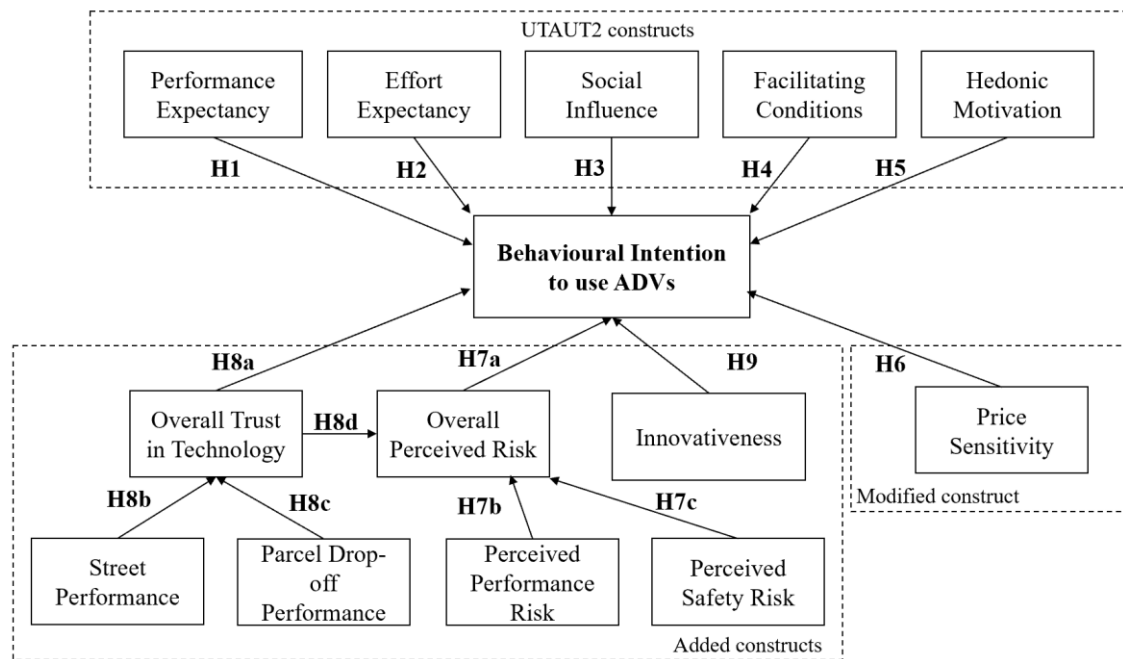 UTAUT2 constructs
Performance
Expectancy
Effort
Expectancy
Social
Influence
Facilitating
Conditions
Hedonic
Motivation
H1
H2
H3
H4
H5
Behavioural Intention
to use ADVs
H8a
H7a
H9
H6
Overall Trust
in Technology
H8d
Overall
Perceived Risk
Innovativeness
Price
Sensitivity
H8b
H8c
H7b
H7c
Modified construct
Street
Performance
Parcel Drop-
off
Performance
Perceived
Performance
Risk
Perceived
Safety Risk
Added constructs